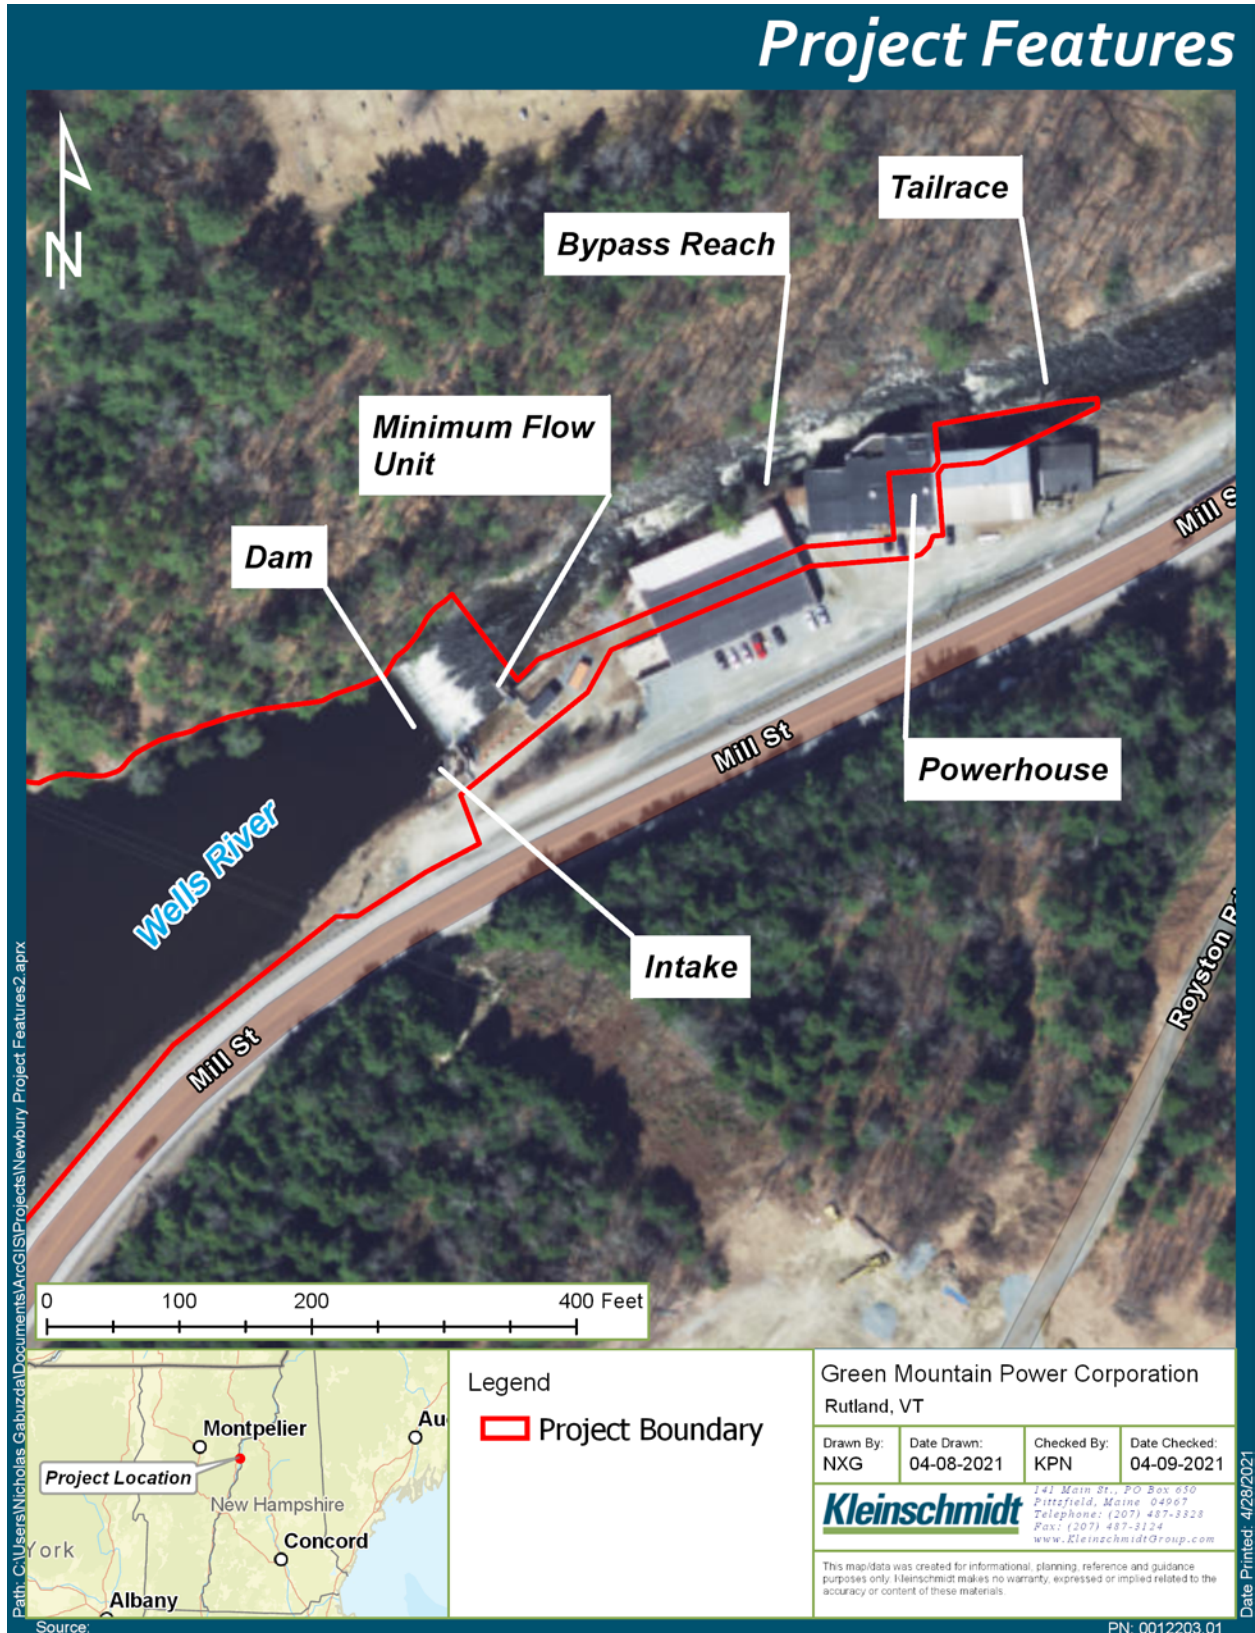 Project Features
N
Tailrace
Bypass Reach
Minimum Flow
Unit
Dam
Mill S
Mill St
Powerhouse
Wells River
Intake
Royston Rd
Mill St
0 100 200 400 Feet
Path: C:\Users\Nicholas Gabuzda\Documents\ArcGIS\Projects\Newbury Project Features2.aprx
Montpelier
Au
Project Location
New Hampshire
Concord
York
Albany
Legend
Project Boundary
Green Mountain Power Corporation
Rutland, VT
Drawn By:
NXG
Date Drawn:
04-08-2021
Checked By:
KPN
Date Checked:
04-09-2021
Kleinschmidt
141 Main St., PO Box 650
Pittsfield, Maine 04967
Telephone: (207) 487-3328
Fax: (207) 487-3124
www.KleinschmidtGroup.com
This map/data was created for informational, planning, reference and guidance
purposes only. Kleinschmidt makes no warranty, expressed or implied related to the
accuracy or content of these materials.
Date Printed: 4/28/2021
Source:
PN: 0012203.01